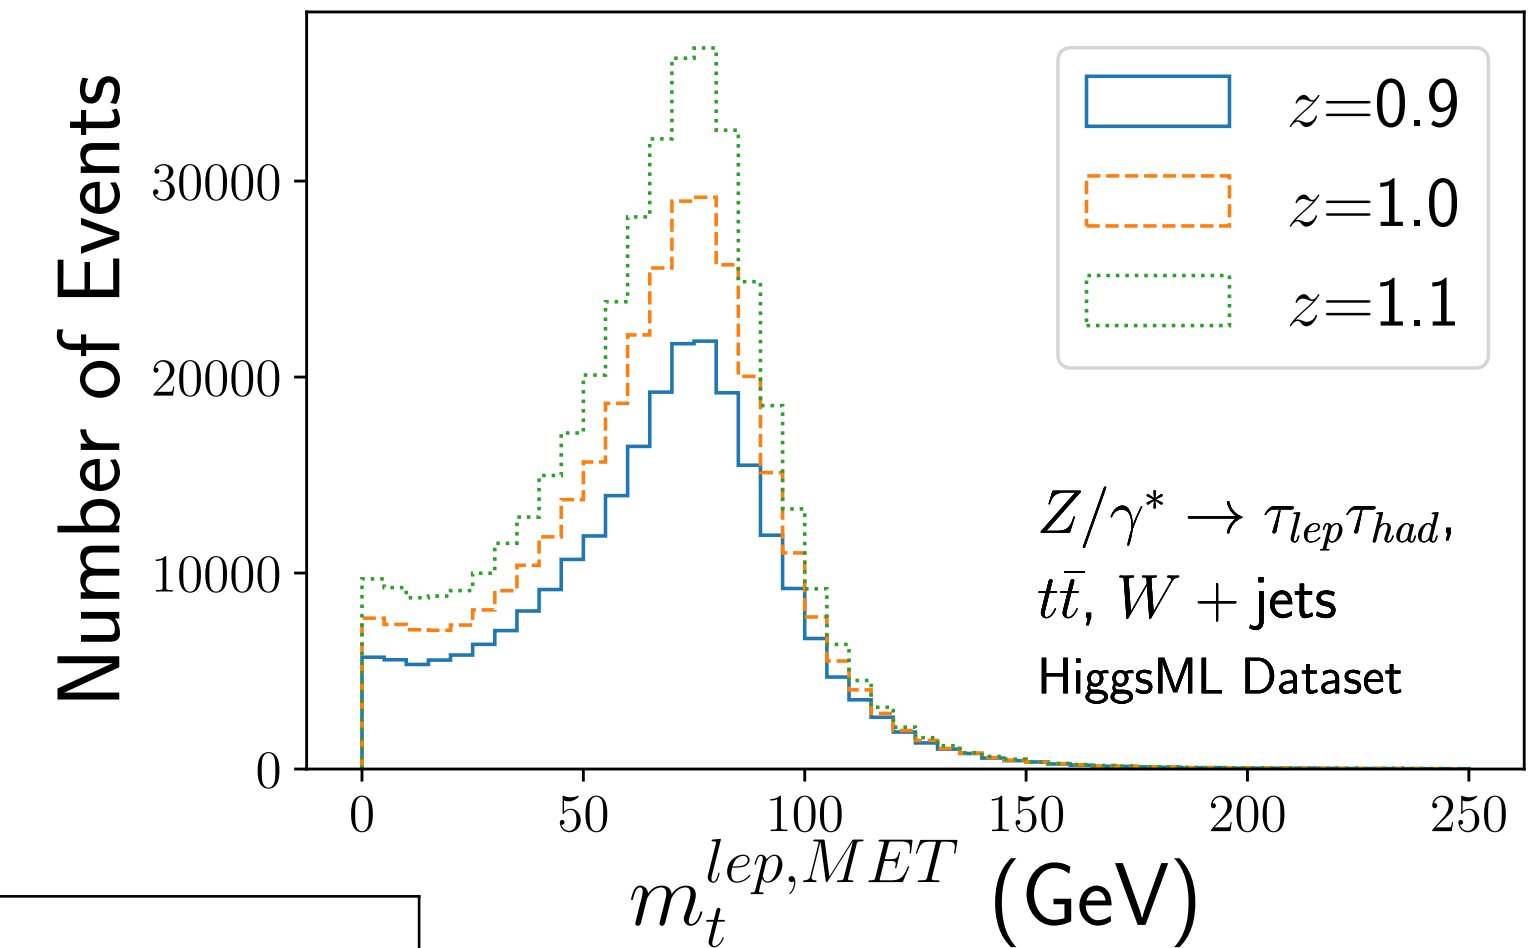 Number of Events
30000
20000
10000
0
z=0.9
z=1.0
z=1.1
Z/γ* → τ_lep τ_had,
tt̄, W + jets
HiggsML Dataset
0 50 100 150 200 250
m_t^{lep,MET} (GeV)